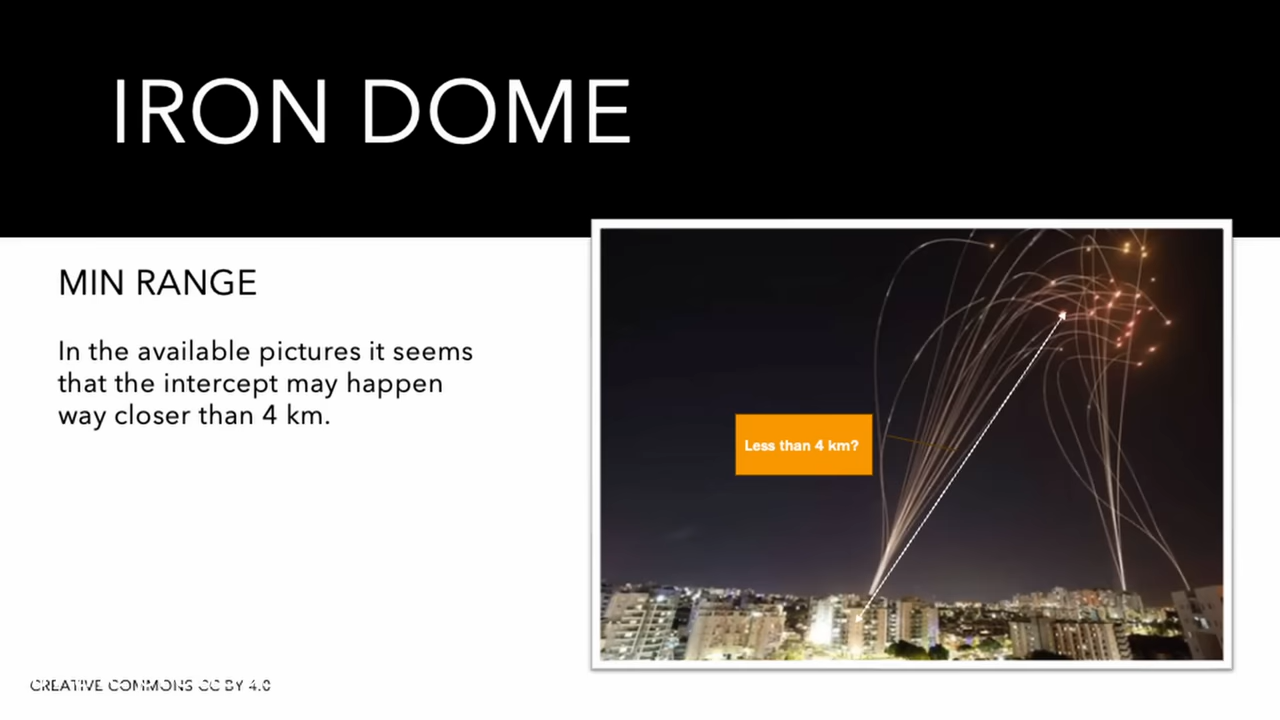 IRON DOME
MIN RANGE
In the available pictures it seems
that the intercept may happen
way closer than 4 km.
Less than 4 km?
CREATIVE COMMONS CC BY 4.0